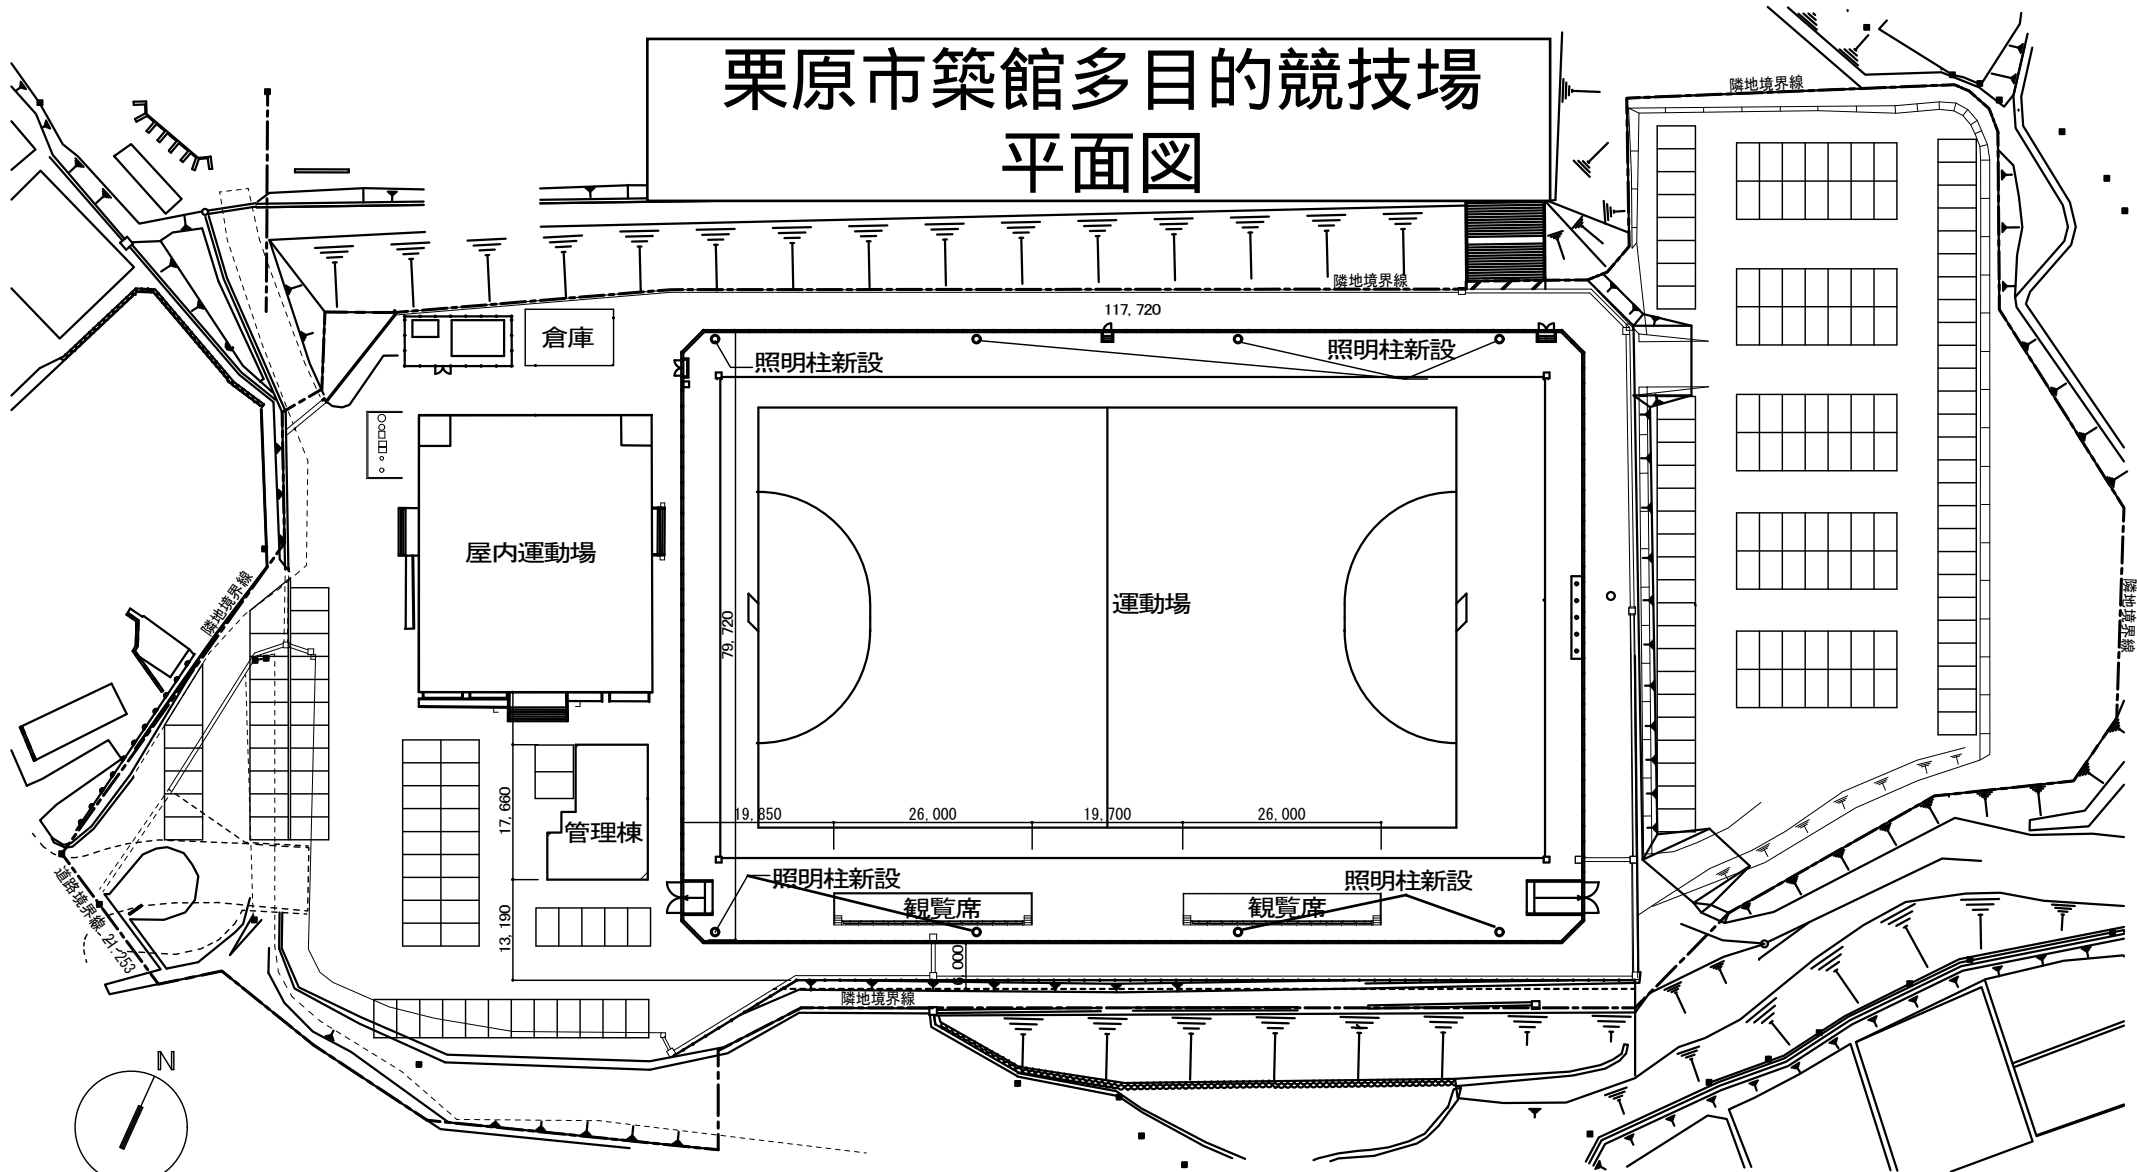 栗原市築館多目的競技場
平面図
隣地境界線
隣地境界線
117,720
倉庫
照明柱新設
照明柱新設
屋内運動場
運動場
79,720
隣地境界線
隣地境界線
19,850
26,000
19,700
26,000
17,660
管理棟
照明柱新設
照明柱新設
観覧席
観覧席
13,190
道路境界線 21.253
隣地境界線
N